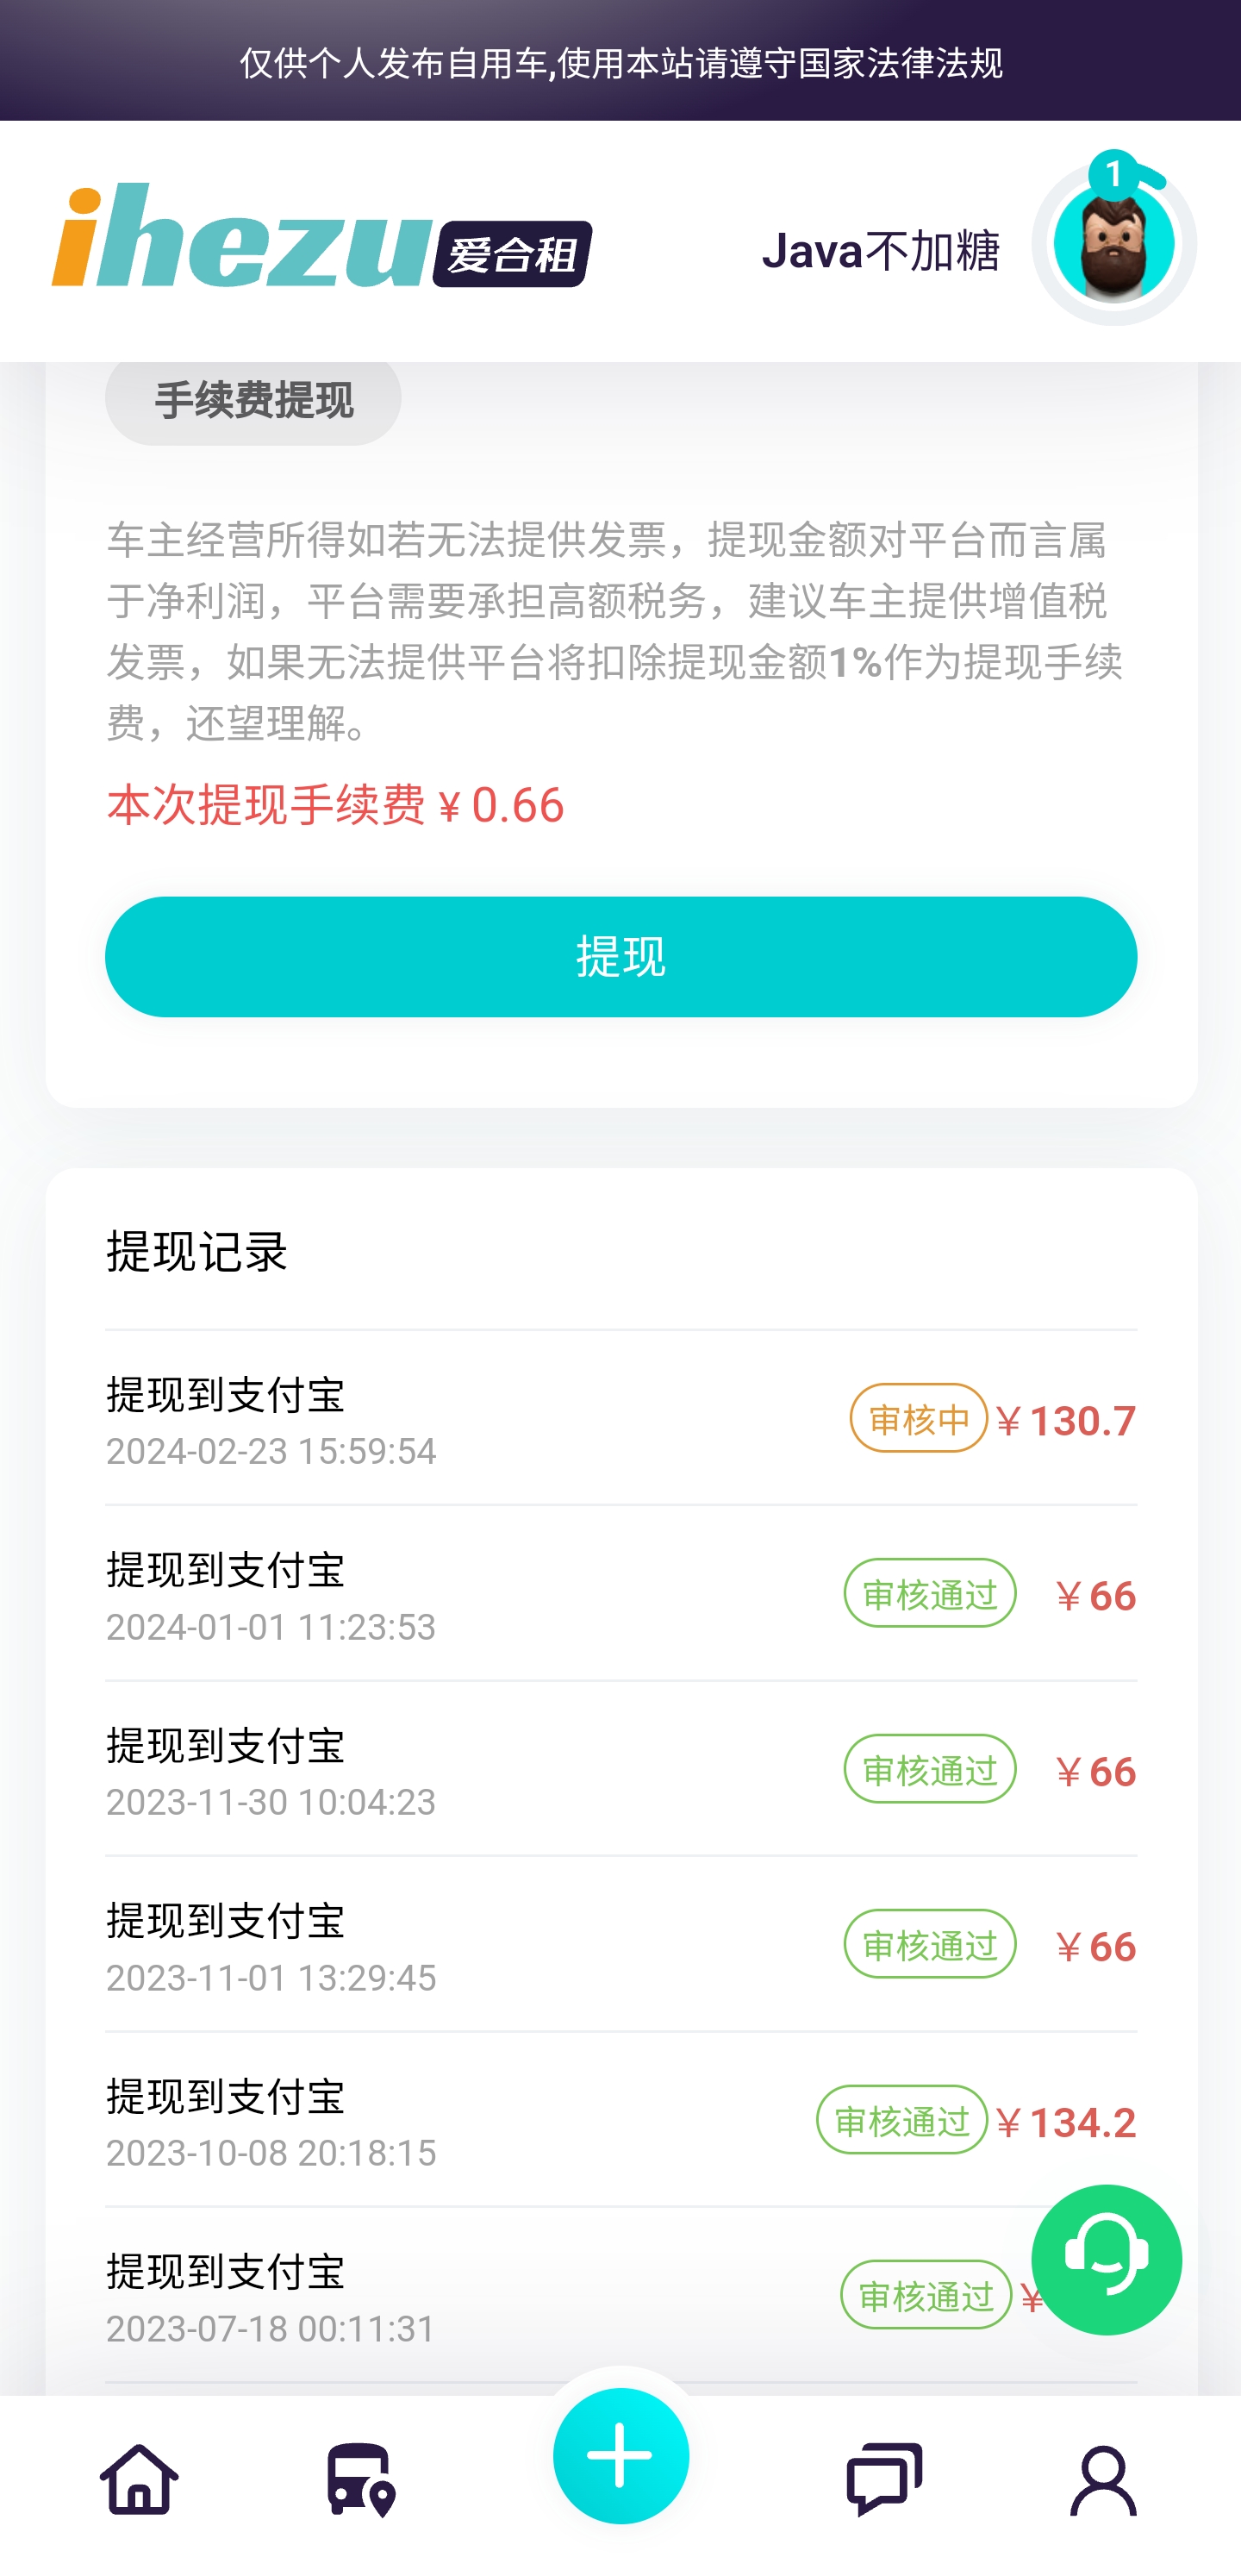 仅供个人发布自用车,使用本站请遵守国家法律法规
ihezu爱合租
Java不加糖
1
手续费提现
车主经营所得如若无法提供发票，提现金额对平台而言属
于净利润，平台需要承担高额税务，建议车主提供增值税
发票，如果无法提供平台将扣除提现金额1%作为提现手续
费，还望理解。
本次提现手续费 ¥ 0.66
提现
提现记录
提现到支付宝
审核中 ￥130.7
2024-02-23 15:59:54
提现到支付宝
审核通过 ￥66
2024-01-01 11:23:53
提现到支付宝
审核通过 ￥66
2023-11-30 10:04:23
提现到支付宝
审核通过 ￥66
2023-11-01 13:29:45
提现到支付宝
审核通过 ￥134.2
2023-10-08 20:18:15
提现到支付宝
审核通过 ￥
2023-07-18 00:11:31